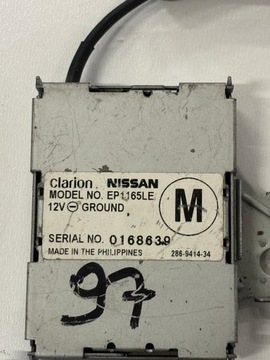 clarion. NISSAN
MODEL NO. EP1165LE
12V ⊖ GROUND
M
SERIAL NO. 0168639
MADE IN THE PHILIPPINES 286-9414-34
97